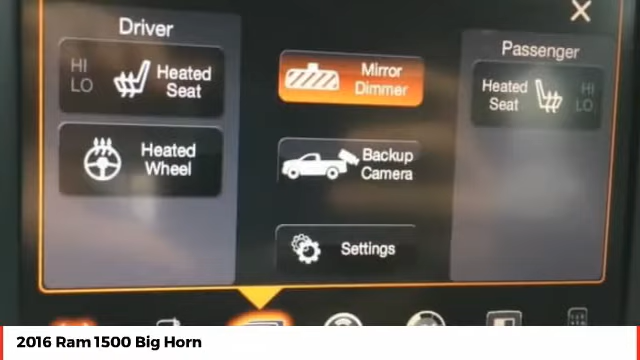 Driver
Passenger
HI
LO
Heated
Seat
Mirror
Dimmer
Heated
Seat
HI
LO
Heated
Wheel
Backup
Camera
Settings
2016 Ram 1500 Big Horn